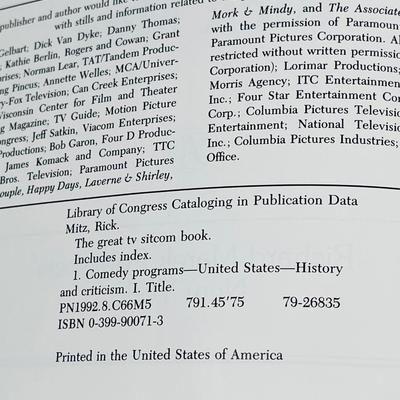 publisher and author would like
with stills and information related to
Gelbart; Dick Van Dyke; Danny Thomas;
; Kathie Berlin, Rogers and Cowan; Grant
rises; Norman Lear, TAT/Tandem Produc-
ng Pincus; Annette Welles; MCA/Univer-
y-Fox Television; Can Creek Enterprises;
Wisconsin Center for Film and Theater
g Magazine; TV Guide; Motion Picture
ongress; Jeff Satkin, Viacom Enterprises;
Productions; Bob Garon, Four D Produc-
James Komack and Company; TTC
Bros. Television; Paramount Pictures
ouple, Happy Days, Laverne & Shirley,
Mork & Mindy, and The Associate
with the permission of Paramount
Paramount Pictures Corporation. Al
restricted without written permissio
Corporation); Lorimar Productions;
Morris Agency; ITC Entertainment
Inc.; Four Star Entertainment Cor
Corp.; Columbia Pictures Televisio
Entertainment; National Televisio
Inc.; Columbia Pictures Industries;
Office.
Library of Congress Cataloging in Publication Data
Mitz, Rick.
The great tv sitcom book.
Includes index.
1. Comedy programs—United States—History
and criticism. I. Title.
PN1992.8.C66M5 791.45'75 79-26835
ISBN 0-399-90071-3
Printed in the United States of America